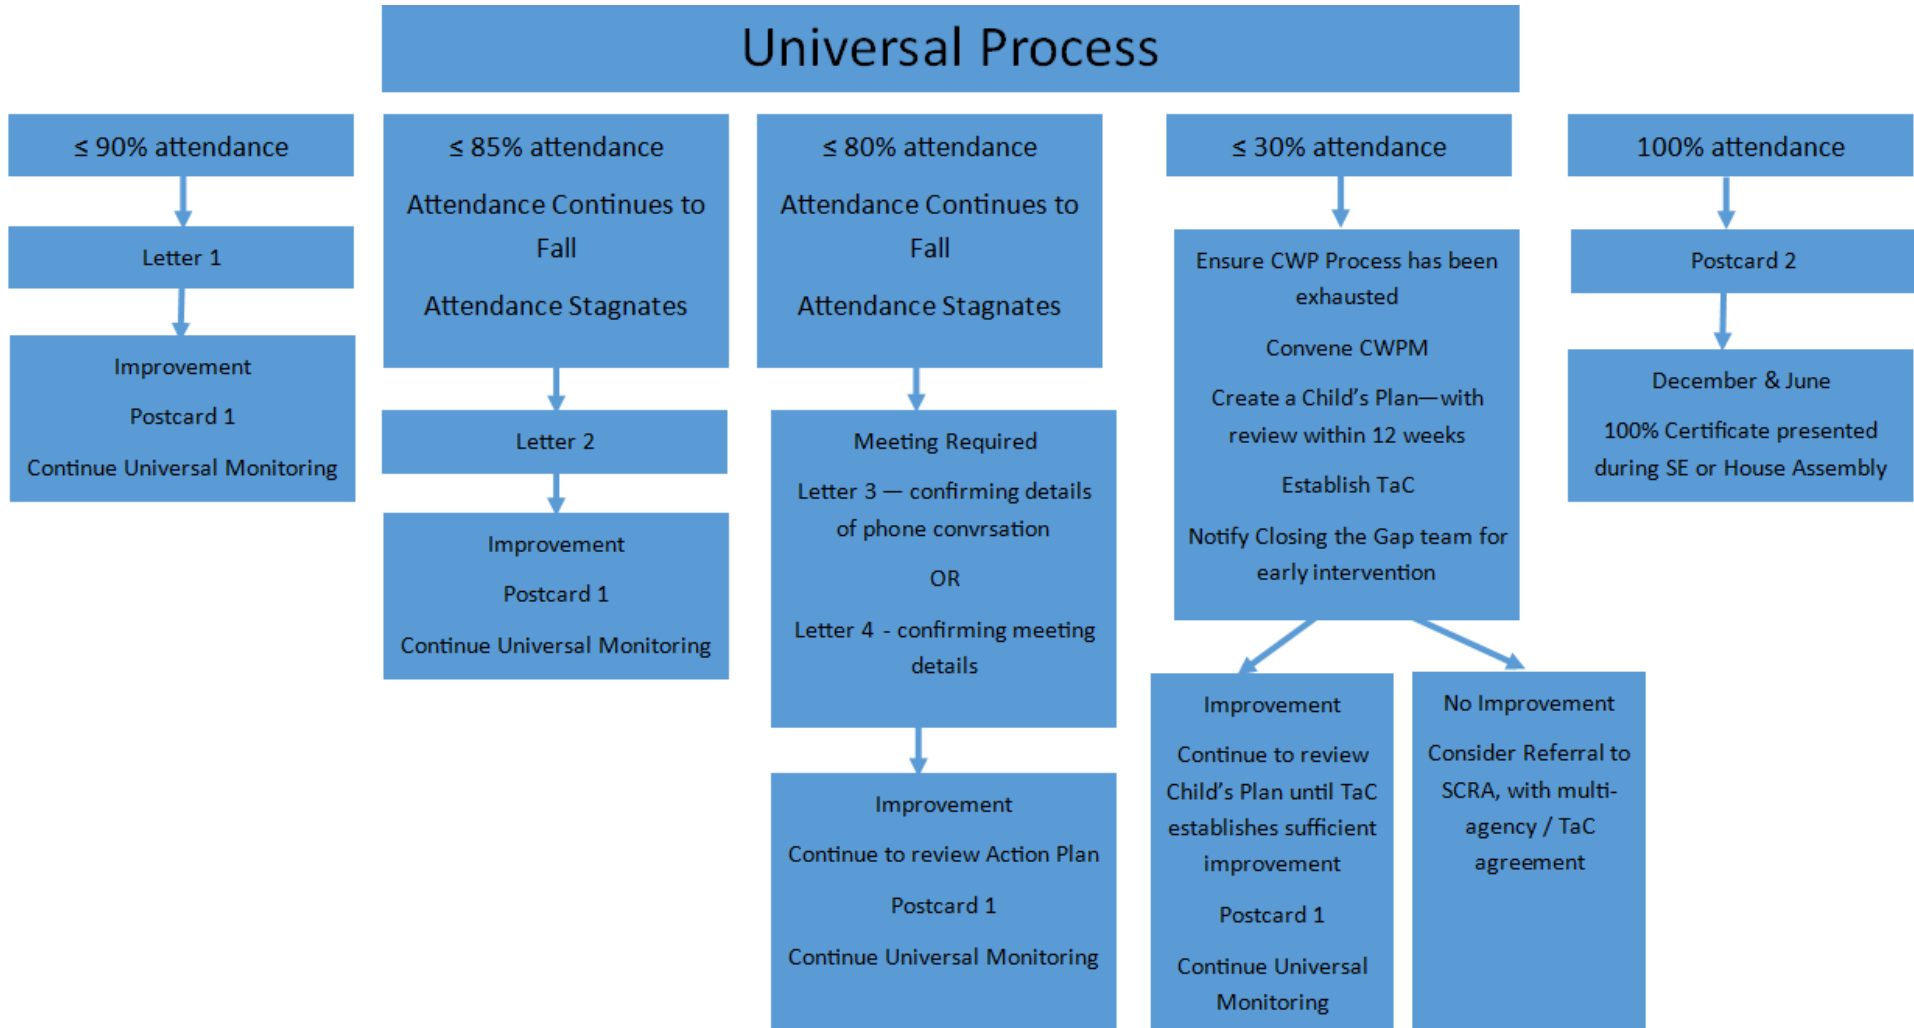 Universal Process
≤ 90% attendance
Letter 1
Improvement
Postcard 1
Continue Universal Monitoring
≤ 85% attendance
Attendance Continues to
Fall
Attendance Stagnates
Letter 2
Improvement
Postcard 1
Continue Universal Monitoring
≤ 80% attendance
Attendance Continues to
Fall
Attendance Stagnates
Meeting Required
Letter 3 — confirming details
of phone convrsation
OR
Letter 4 - confirming meeting
details
Improvement
Continue to review Action Plan
Postcard 1
Continue Universal Monitoring
≤ 30% attendance
Ensure CWP Process has been
exhausted
Convene CWPM
Create a Child’s Plan—with
review within 12 weeks
Establish TaC
Notify Closing the Gap team for
early intervention
Improvement
Continue to review
Child’s Plan until TaC
establishes sufficient
improvement
Postcard 1
Continue Universal
Monitoring
No Improvement
Consider Referral to
SCRA, with multi-
agency / TaC
agreement
100% attendance
Postcard 2
December & June
100% Certificate presented
during SE or House Assembly